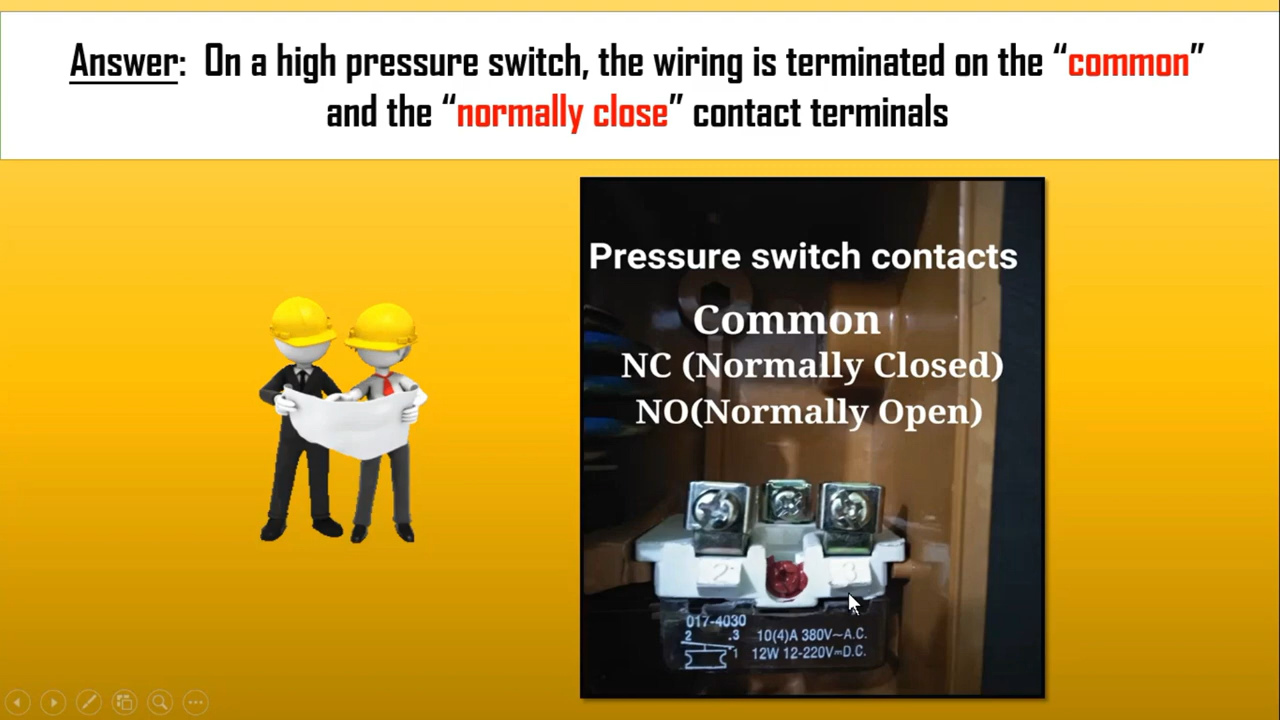 Answer: On a high pressure switch, the wiring is terminated on the “common”
and the “normally close” contact terminals
Pressure switch contacts
Common
NC (Normally Closed)
NO(Normally Open)
2 3
017-4030
2 .3 10(4)A 380V~A.C.
1 12W 12-220V⎓D.C.